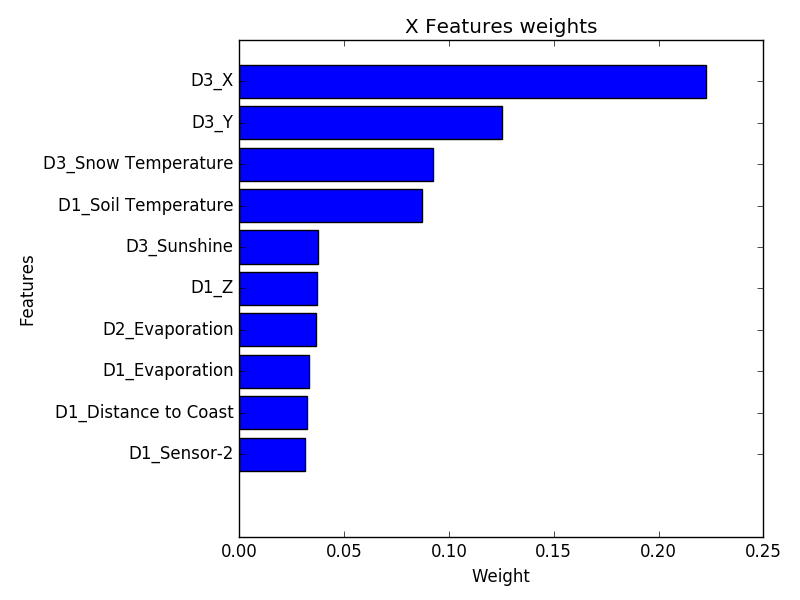 X Features weights
D3_X
D3_Y
D3_Snow Temperature
D1_Soil Temperature
D3_Sunshine
D1_Z
D2_Evaporation
D1_Evaporation
D1_Distance to Coast
D1_Sensor-2
Features
0.00 0.05 0.10 0.15 0.20 0.25
Weight